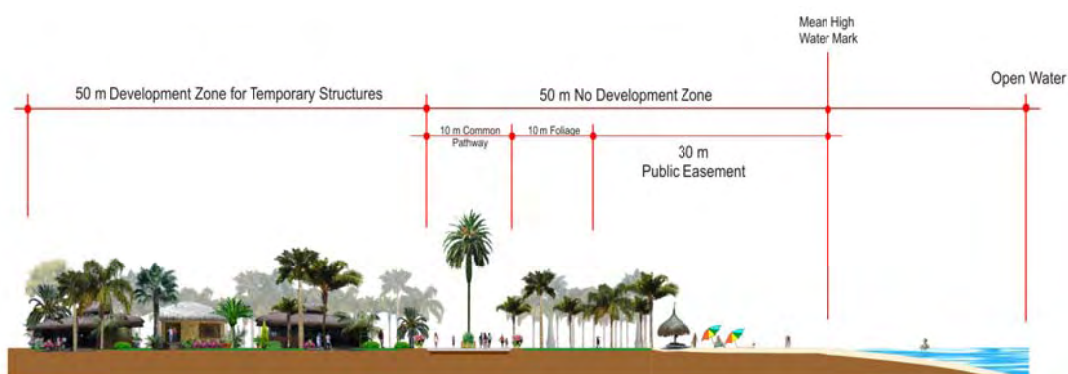 Mean High
Water Mark
Open Water
50 m Development Zone for Temporary Structures
50 m No Development Zone
10 m Common
Pathway
10 m Foliage
30 m
Public Easement